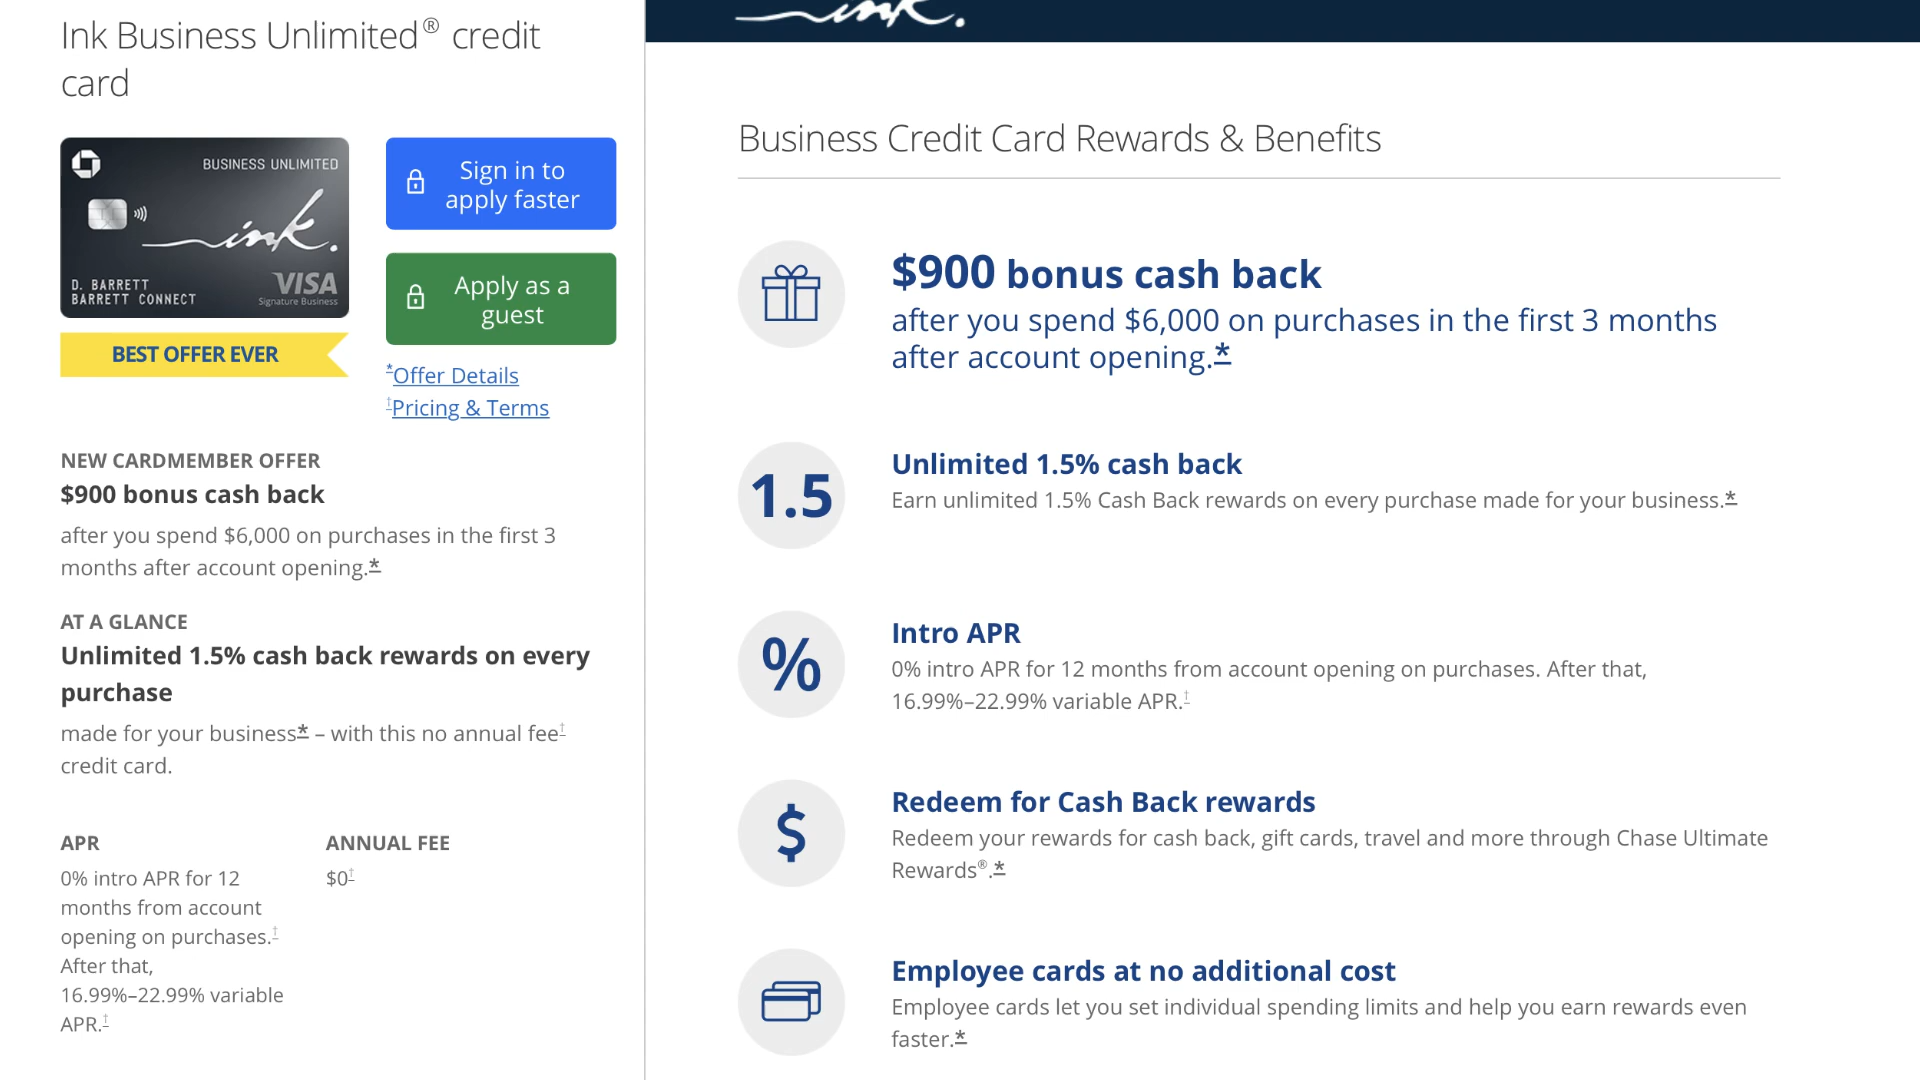 Ink Business Unlimited® credit
card
BUSINESS UNLIMITED
ink.
D. BARRETT
BARRETT CONNECT
VISA
Signature Business
BEST OFFER EVER
Sign in to
apply faster
Apply as a
guest
*Offer Details
†Pricing & Terms
NEW CARDMEMBER OFFER
$900 bonus cash back
after you spend $6,000 on purchases in the first 3
months after account opening.*
AT A GLANCE
Unlimited 1.5% cash back rewards on every
purchase
made for your business* – with this no annual fee†
credit card.
APR
0% intro APR for 12
months from account
opening on purchases.†
After that,
16.99%–22.99% variable
APR.†
ANNUAL FEE
$0†
ink.
Business Credit Card Rewards & Benefits
$900 bonus cash back
after you spend $6,000 on purchases in the first 3 months
after account opening.*
1.5
Unlimited 1.5% cash back
Earn unlimited 1.5% Cash Back rewards on every purchase made for your business.*
%
Intro APR
0% intro APR for 12 months from account opening on purchases. After that,
16.99%–22.99% variable APR.†
$
Redeem for Cash Back rewards
Redeem your rewards for cash back, gift cards, travel and more through Chase Ultimate
Rewards®.*
Employee cards at no additional cost
Employee cards let you set individual spending limits and help you earn rewards even
faster.*